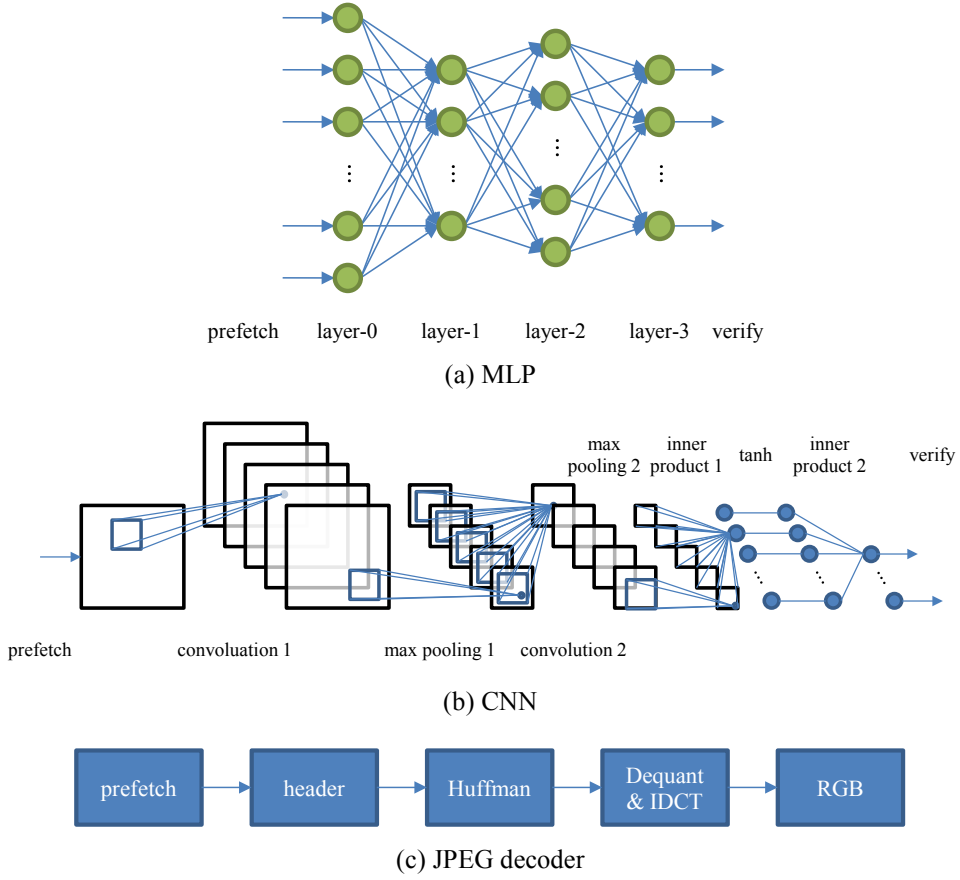 prefetch layer-0 layer-1 layer-2 layer-3 verify
(a) MLP
max pooling 2
inner product 1
tanh
inner product 2
verify
prefetch convoluation 1 max pooling 1 convolution 2
(b) CNN
prefetch
header
Huffman
Dequant
& IDCT
RGB
(c) JPEG decoder